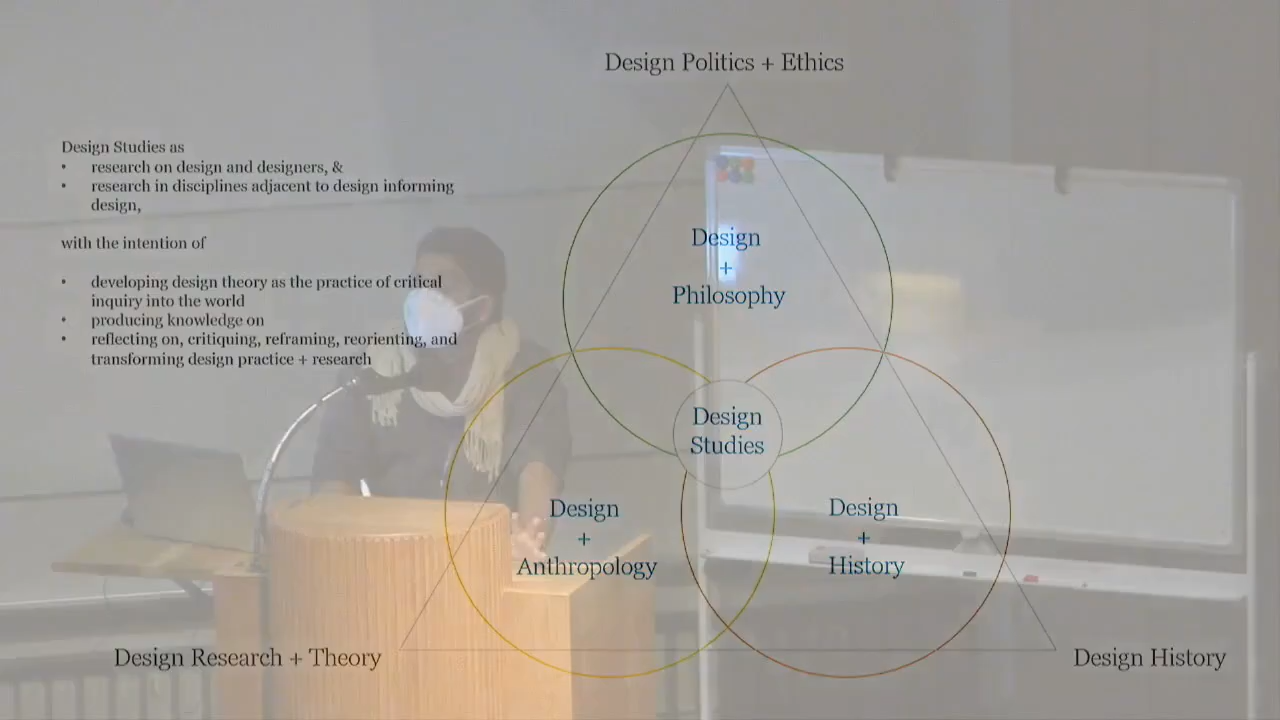 Design Politics + Ethics
Design Studies as
• research on design and designers, &
• research in disciplines adjacent to design informing
design,
with the intention of
• developing design theory as the practice of critical
inquiry into the world
• producing knowledge on
• reflecting on, critiquing, reframing, reorienting, and
transforming design practice + research
Design
+
Philosophy
Design
Studies
Design
+
Anthropology
Design
+
History
Design Research + Theory
Design History